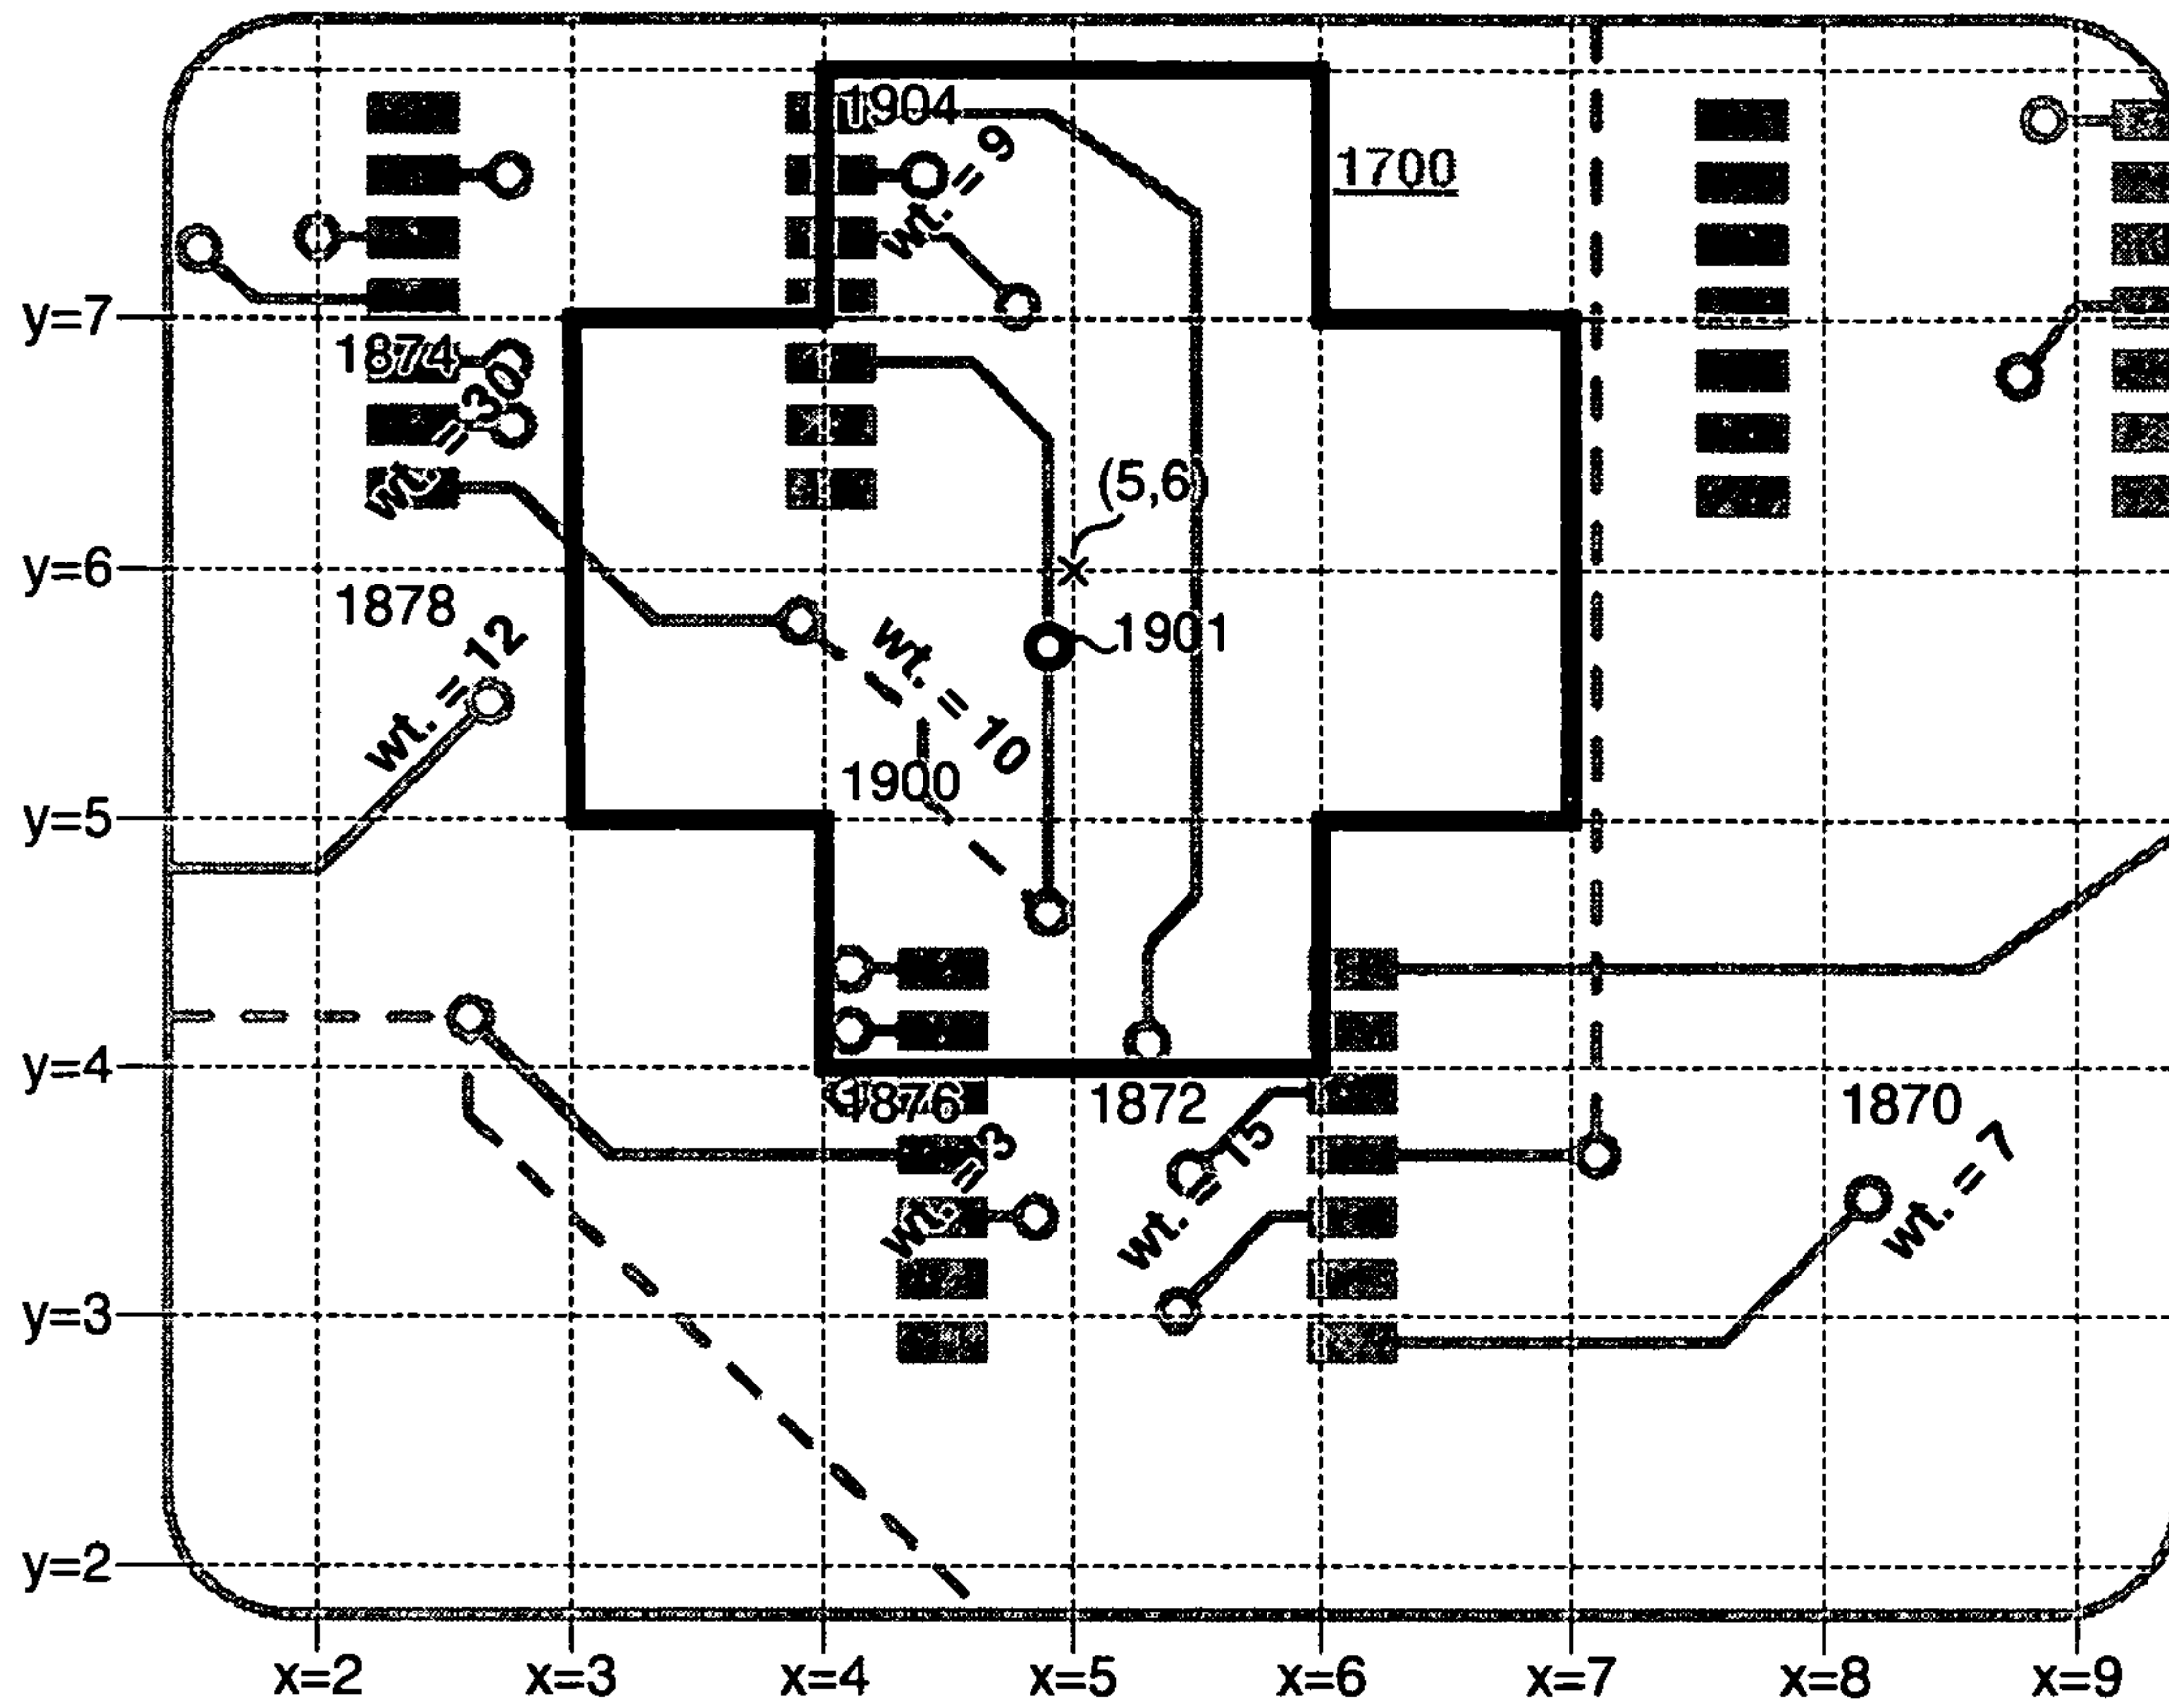 1904
wt. = 9
1700
y=7
1874
wt. = 30
(5,6)
y=6
1878
1901
wt. = 12
wt. = 10
1900
y=5
y=4
1876
1872
1870
wt. = 3
wt. = 15
wt. = 7
y=3
y=2
x=2 x=3 x=4 x=5 x=6 x=7 x=8 x=9